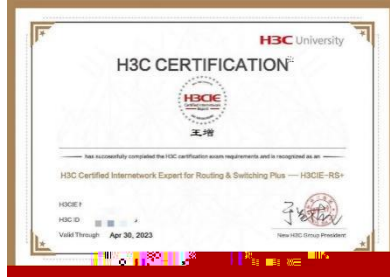 H3C University
H3C CERTIFICATION
H3CIE
王增
has successfully completed the H3C certification exam requirements and is recognized as an
H3C Certified Internetwork Expert for Routing & Switching Plus — H3CIE-RS+
H3CIE
H3C ID
Valid Through Apr 30, 2023
New H3C Group President